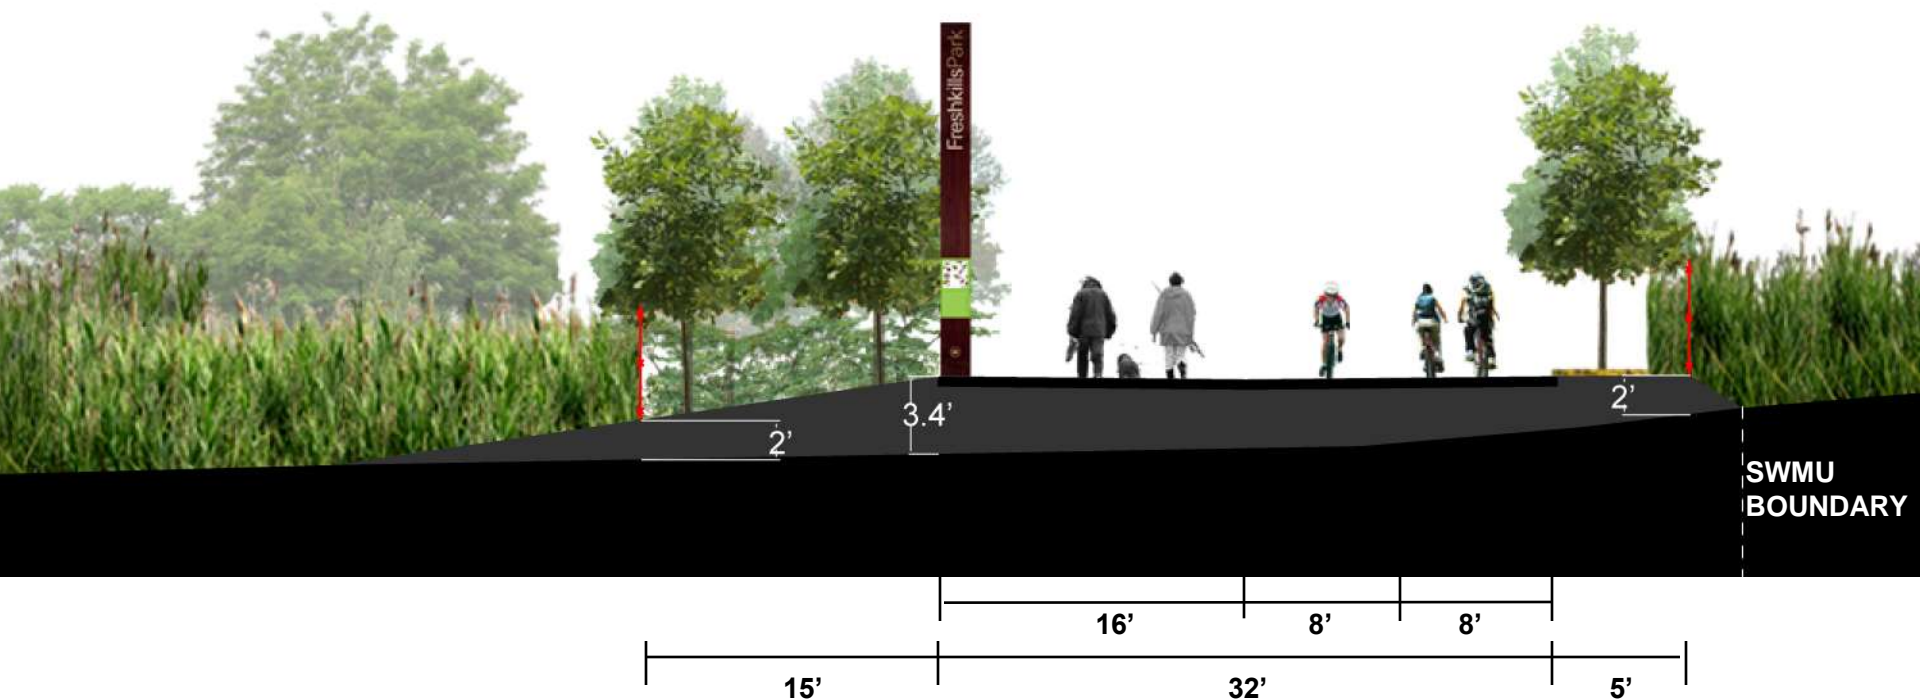 FreshkillsPark
3.4’
2’
2’
SWMU
BOUNDARY
16’ 8’ 8’
15’ 32’ 5’